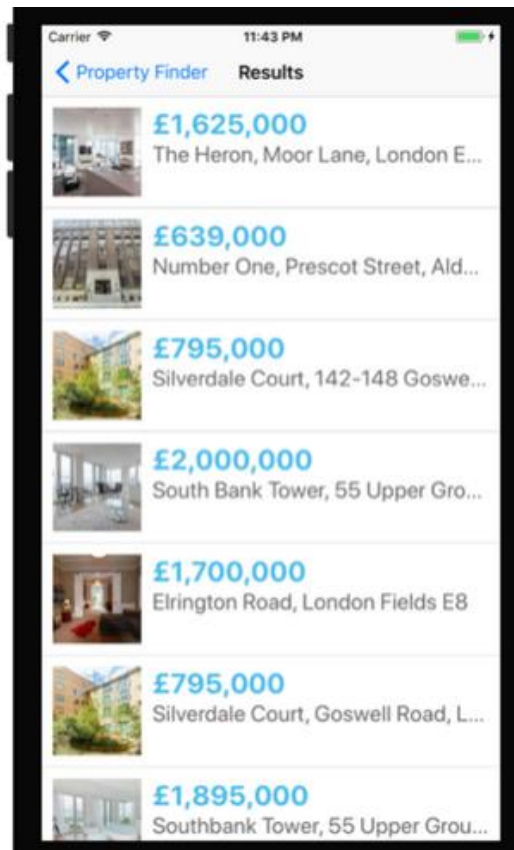 Carrier 11:43 PM
Property Finder Results
£1,625,000
The Heron, Moor Lane, London E...
£639,000
Number One, Prescot Street, Ald...
£795,000
Silverdale Court, 142-148 Goswe...
£2,000,000
South Bank Tower, 55 Upper Gro...
£1,700,000
Elrington Road, London Fields E8
£795,000
Silverdale Court, Goswell Road, L...
£1,895,000
Southbank Tower, 55 Upper Grou...